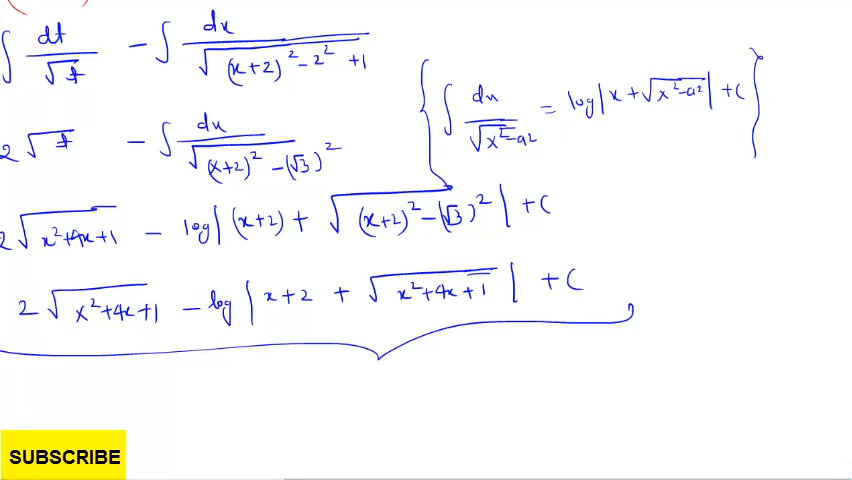 ∫ dt/√t − ∫ dx/√((x+2)² − 2² + 1)
2√t − ∫ dx/√((x+2)² − (√3)²)
{ ∫ dx/√(x²−a²) = log|x + √(x²−a²)| + C }
2√(x²+4x+1) − log|(x+2) + √((x+2)² − (√3)²)| + C
2√(x²+4x+1) − log|x+2 + √(x²+4x+1)| + C
SUBSCRIBE